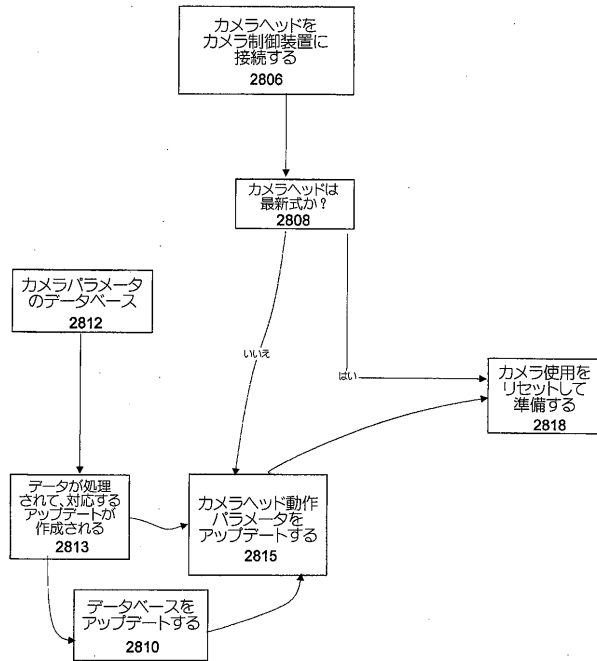 カメラヘッドを
カメラ制御装置に
接続する
2806
カメラヘッドは
最新式か?
2808
カメラパラメータ
のデータベース
2812
いいえ
はい
カメラ使用を
リセットして
準備する
2818
データが処理
されて、対応する
アップデートが
作成される
2813
カメラヘッド動作
パラメータを
アップデートする
2815
データベースを
アップデートする
2810